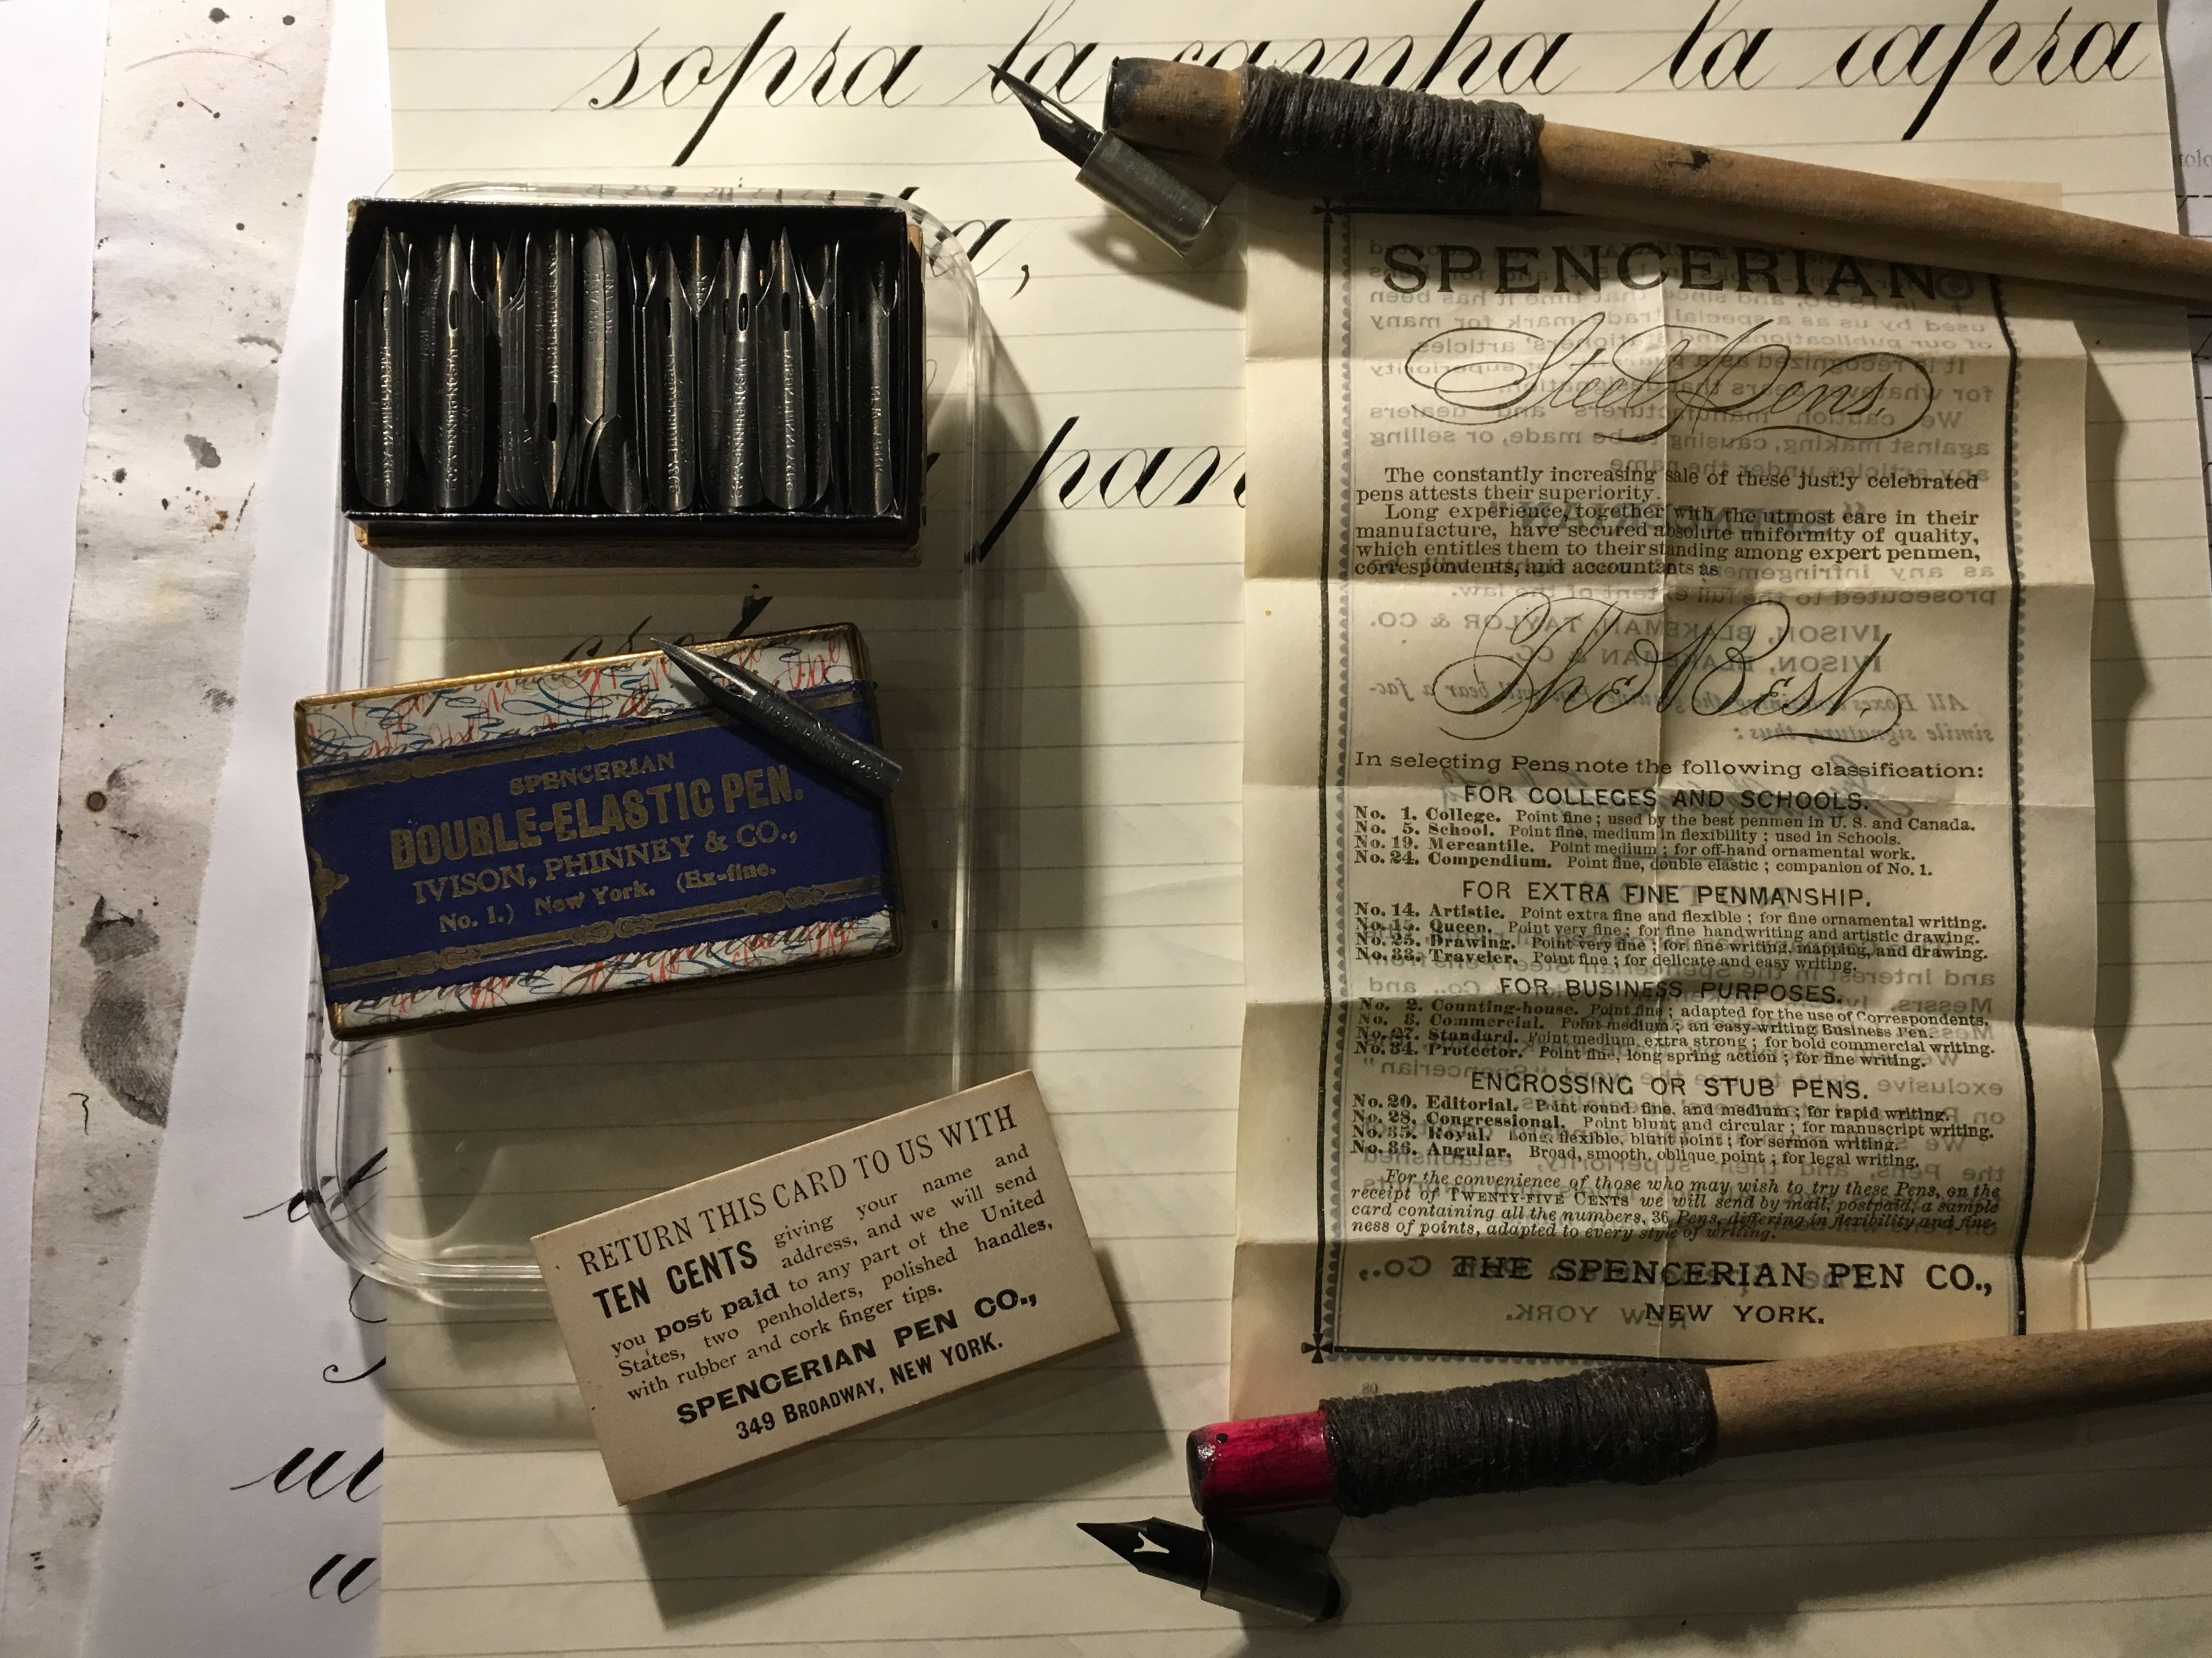 sopra la campa la capra
pan
SPENCERIAN
DOUBLE-ELASTIC PEN.
IVISON, PHINNEY & CO.,
No. 1.) New York. (Ex-fine.
RETURN THIS CARD TO US WITH
TEN CENTS giving your name and
address, and we will send
you post paid to any part of the United
States, two penholders, polished handles,
with rubber and cork finger tips.
SPENCERIAN PEN CO.,
349 BROADWAY, NEW YORK.
SPENCERIAN
Steel Pens.
The constantly increasing sale of these justly celebrated
pens attests their superiority.
Long experience, together with the utmost care in their
manufacture, have secured absolute uniformity of quality,
which entitles them to their standing among expert penmen,
correspondents, and accountants as
The Best.
In selecting Pens note the following classification:
FOR COLLEGES AND SCHOOLS.
No. 1. College. Point fine; used by the best penmen in U. S. and Canada.
No. 5. School. Point fine, medium in flexibility; used in Schools.
No. 19. Mercantile. Point medium; for off-hand ornamental work.
No. 24. Compendium. Point fine, double elastic; companion of No. 1.
FOR EXTRA FINE PENMANSHIP.
No. 14. Artistic. Point extra fine and flexible; for fine ornamental writing.
No. 15. Queen. Point very fine; for fine handwriting and artistic drawing.
No. 25. Drawing. Point very fine; for fine writing, mapping, and drawing.
No. 33. Traveler. Point fine; for delicate and easy writing.
FOR BUSINESS PURPOSES.
No. 2. Counting-house. Point fine; adapted for the use of Correspondents.
No. 8. Commercial. Point medium; an easy-writing Business Pen.
No. 27. Standard. Point medium, extra strong; for bold commercial writing.
No. 34. Protector. Point fine, long spring action; for fine writing.
ENGROSSING OR STUB PENS.
No. 20. Editorial. Point round, fine, and medium; for rapid writing.
No. 28. Congressional. Point blunt and circular; for manuscript writing.
No. 35. Royal. Long, flexible, blunt point; for sermon writing.
No. 36. Angular. Broad, smooth, oblique point; for legal writing.
For the convenience of those who may wish to try these Pens, on the
receipt of TWENTY-FIVE CENTS we will send by mail, postpaid, a sample
card containing all the numbers, 36 Pens, differing in flexibility and fine-
ness of points, adapted to every style of writing.
THE SPENCERIAN PEN CO.,
NEW YORK.